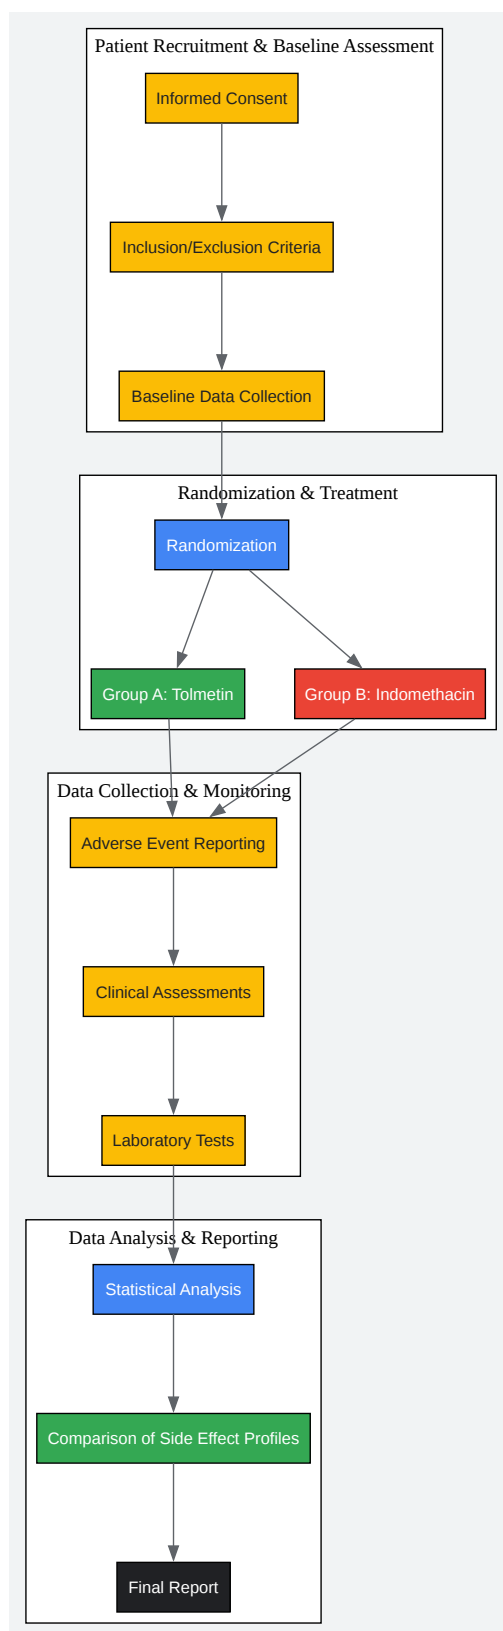 Patient Recruitment & Baseline Assessment
Informed Consent
Inclusion/Exclusion Criteria
Baseline Data Collection
Randomization & Treatment
Randomization
Group A: Tolmetin
Group B: Indomethacin
Data Collection & Monitoring
Adverse Event Reporting
Clinical Assessments
Laboratory Tests
Data Analysis & Reporting
Statistical Analysis
Comparison of Side Effect Profiles
Final Report